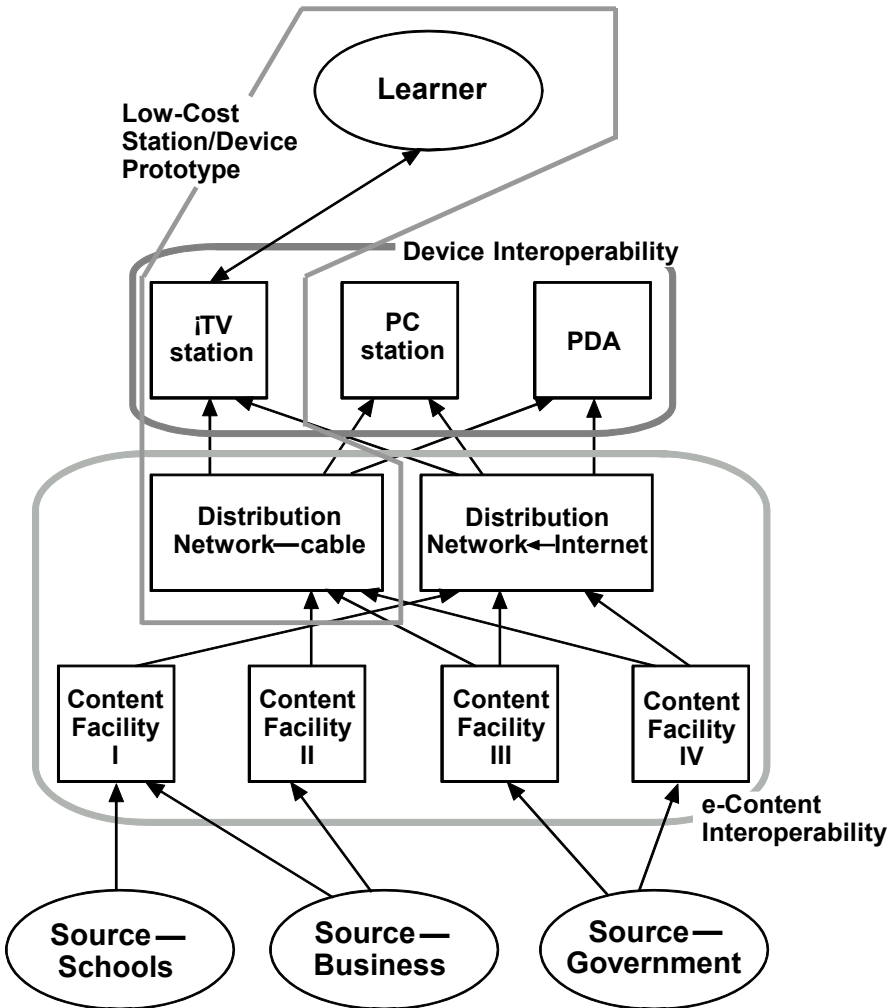 Learner
Low-Cost
Station/Device
Prototype
Device Interoperability
iTV
station
PC
station
PDA
Distribution
Network—cable
Distribution
Network←Internet
Content
Facility
I
Content
Facility
II
Content
Facility
III
Content
Facility
IV
e-Content
Interoperability
Source—
Schools
Source—
Business
Source—
Government